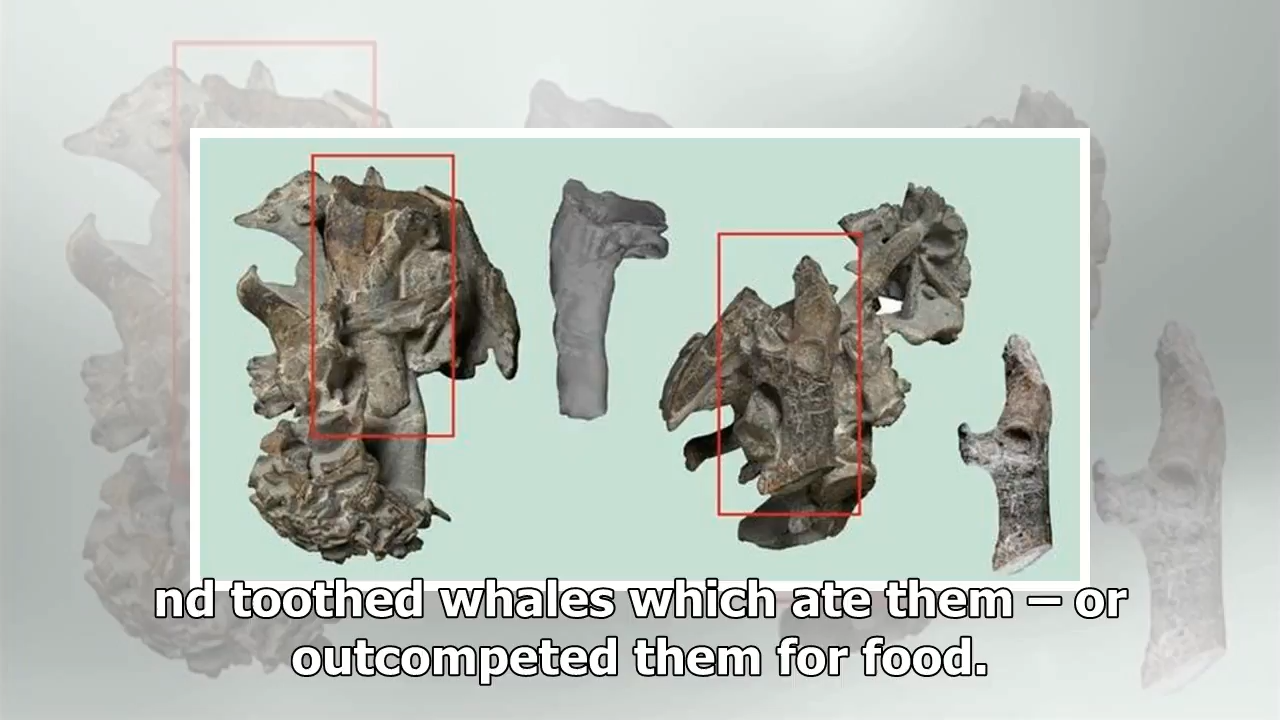 nd toothed whales which ate them – or
outcompeted them for food.